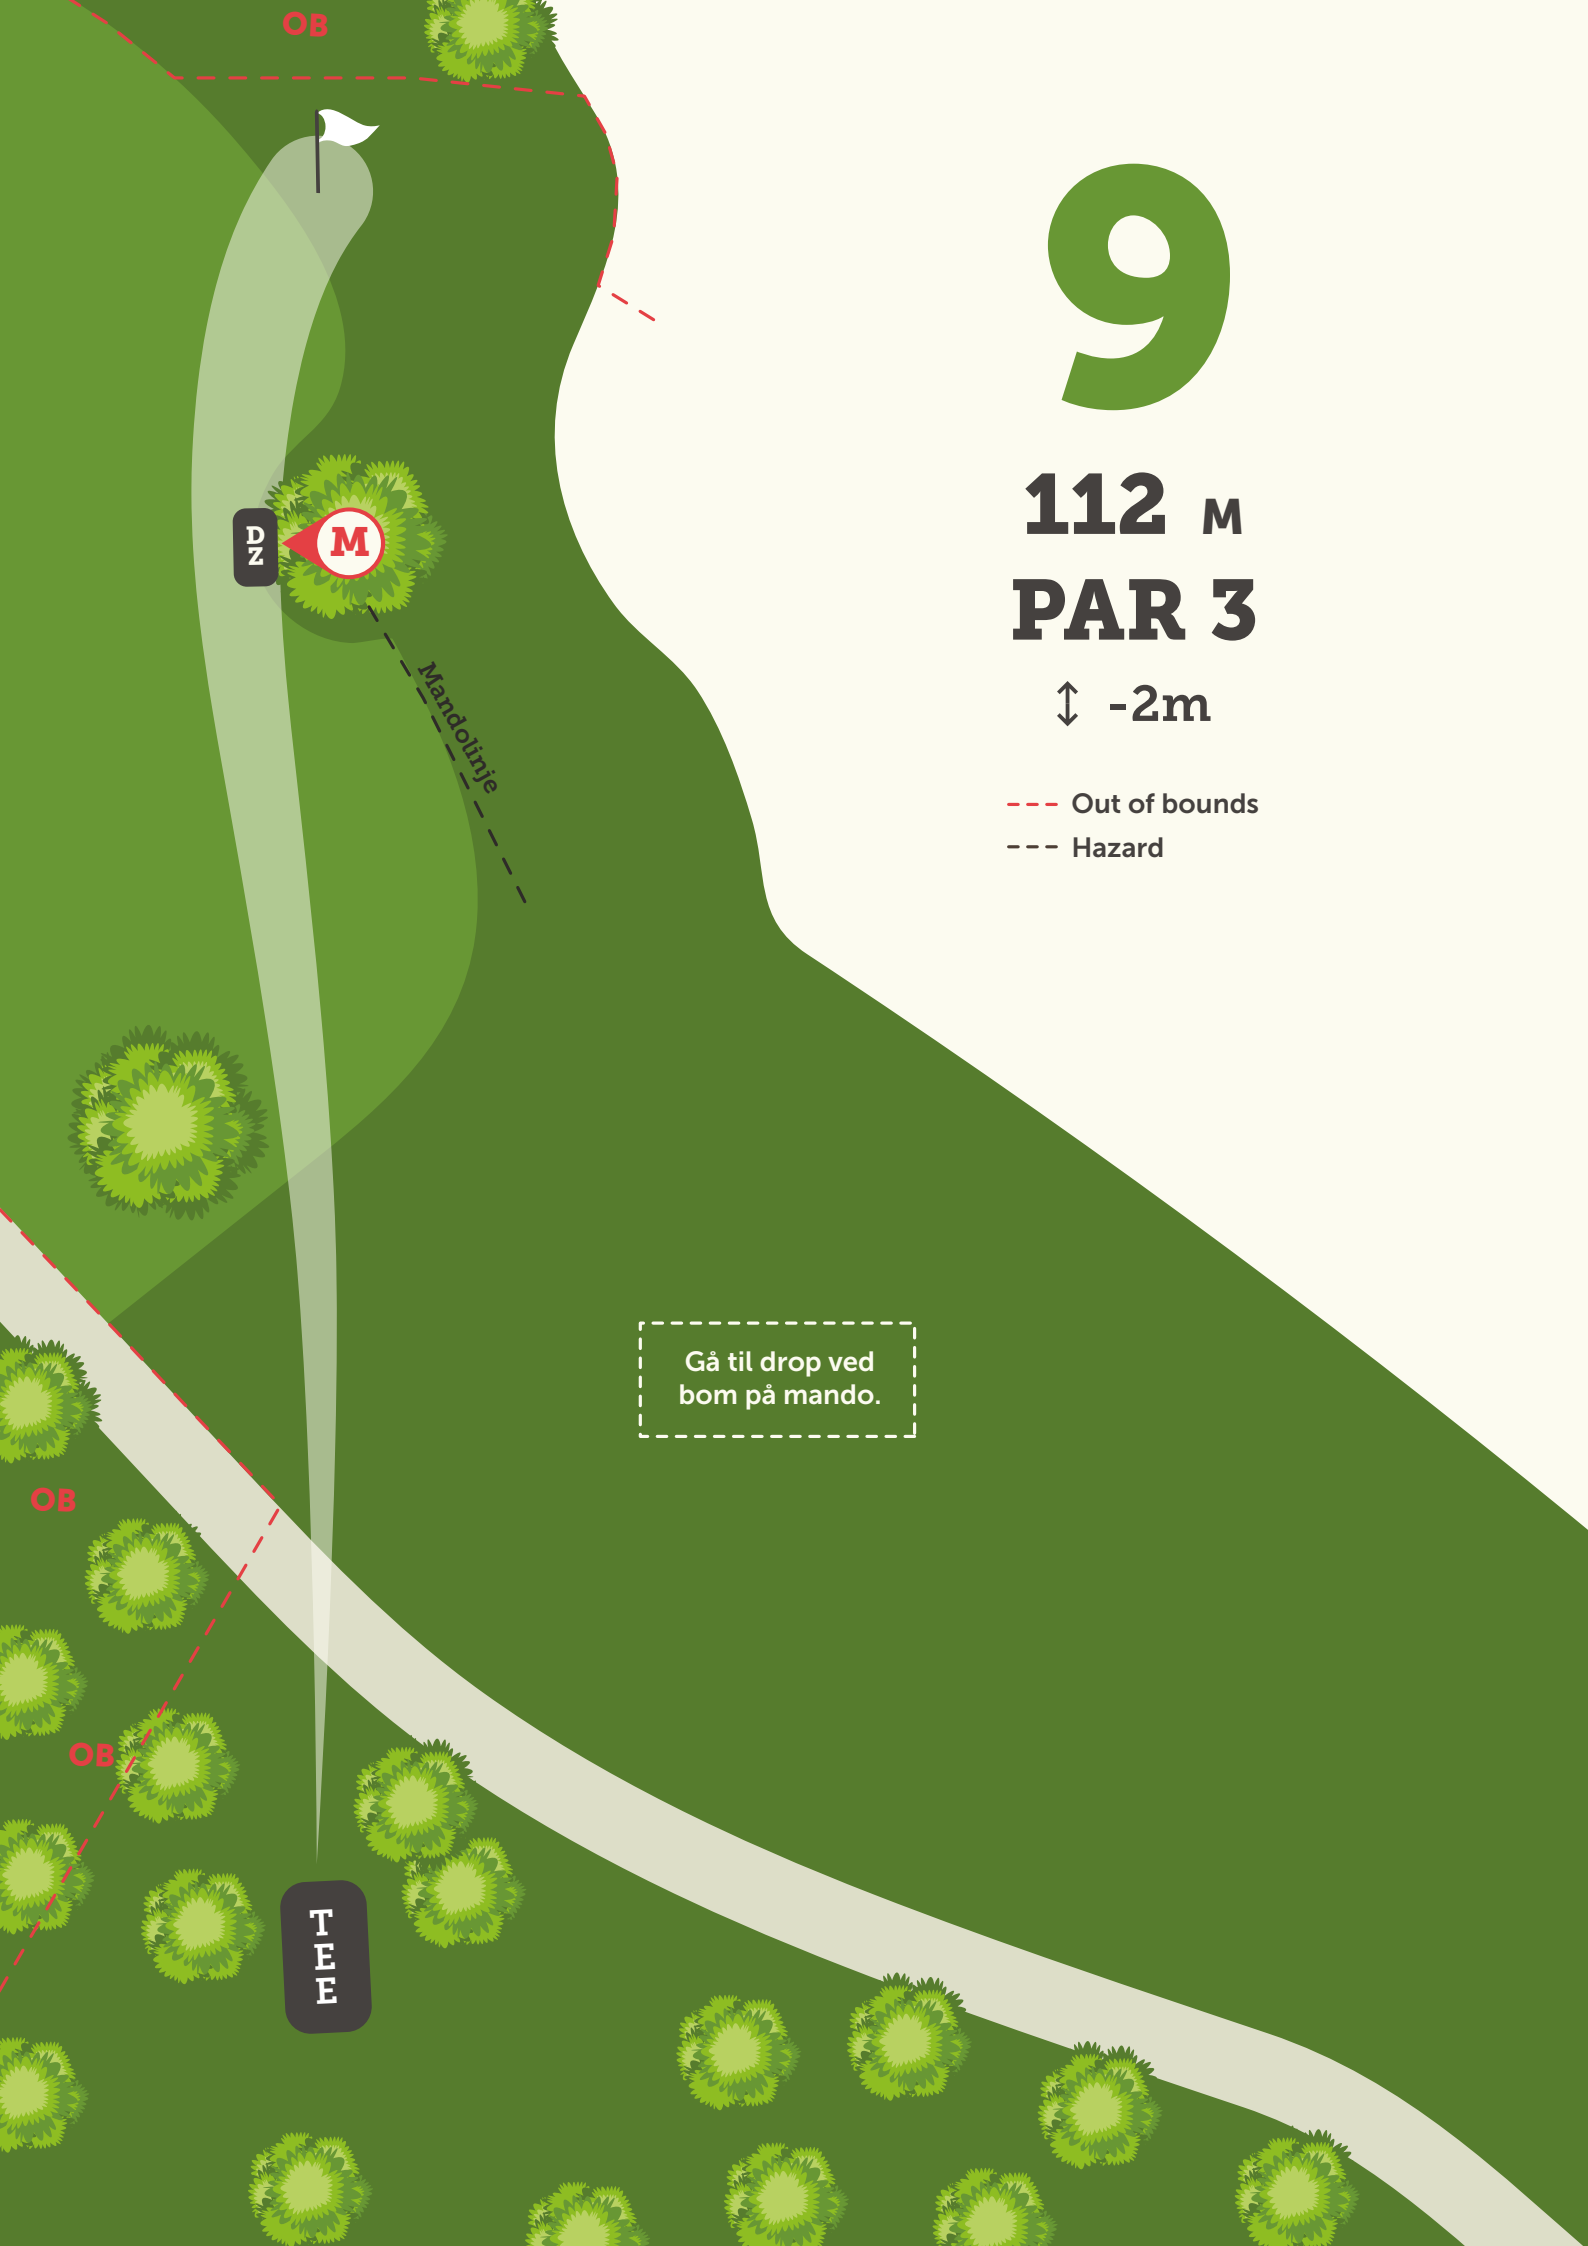 OB
9
112 M
PAR 3
-2m
Out of bounds
Hazard
DZ
M
Mandolinje
Gå til drop ved
bom på mando.
OB
OB
TEE